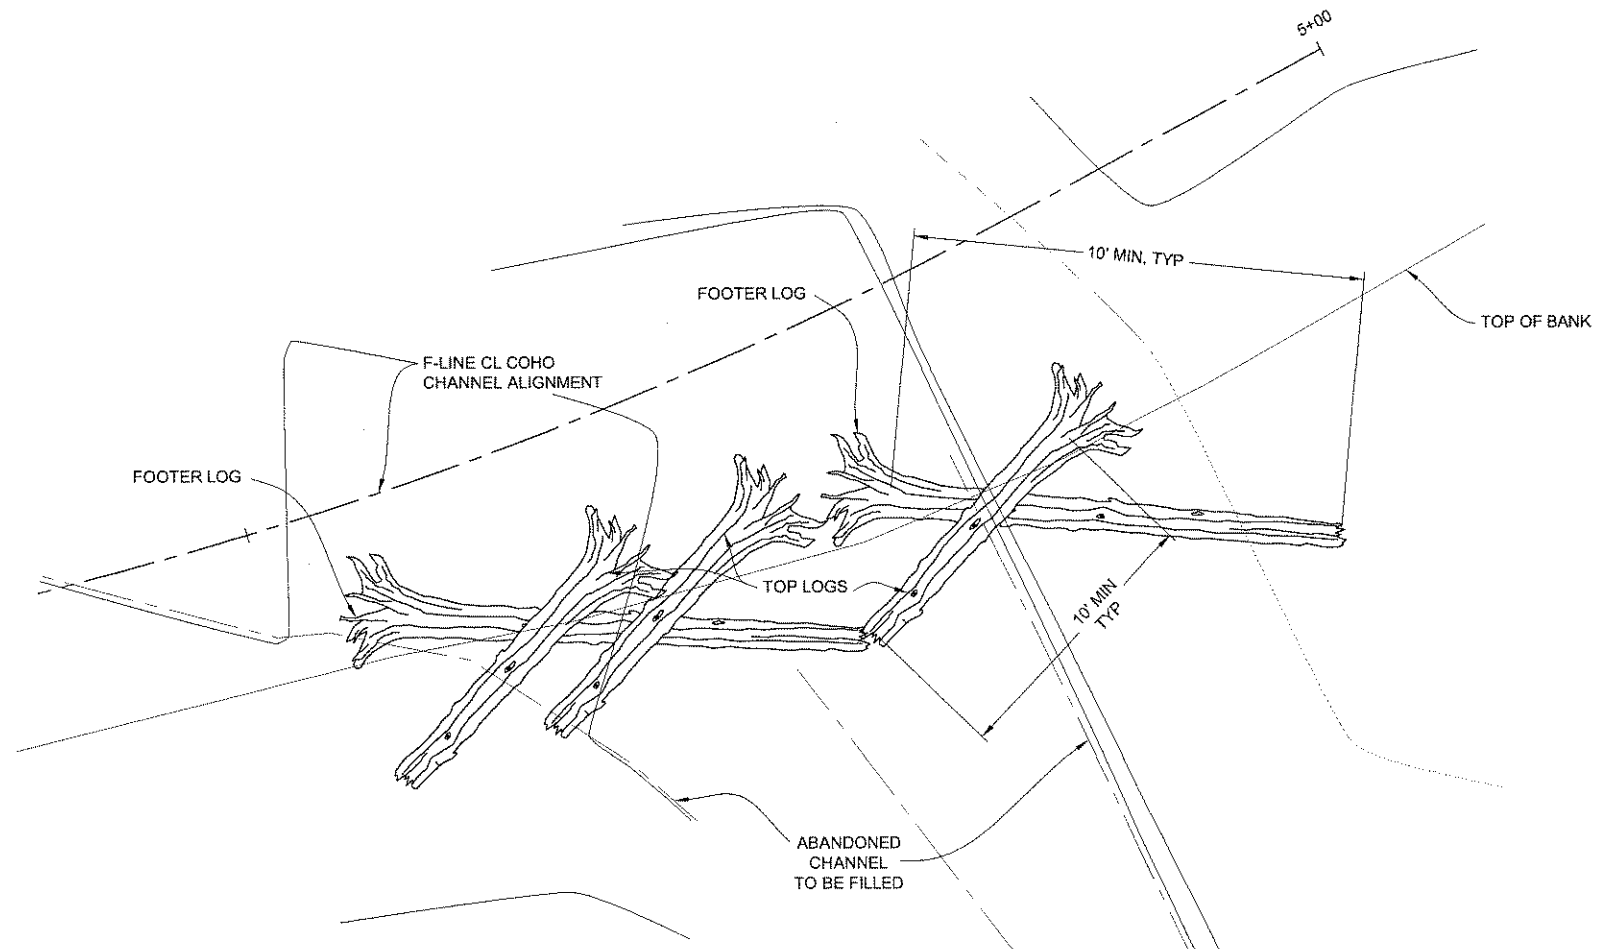 5+00
10' MIN, TYP
FOOTER LOG
TOP OF BANK
F-LINE CL COHO
CHANNEL ALIGNMENT
FOOTER LOG
TOP LOGS
10' MIN
TYP
ABANDONED
CHANNEL
TO BE FILLED